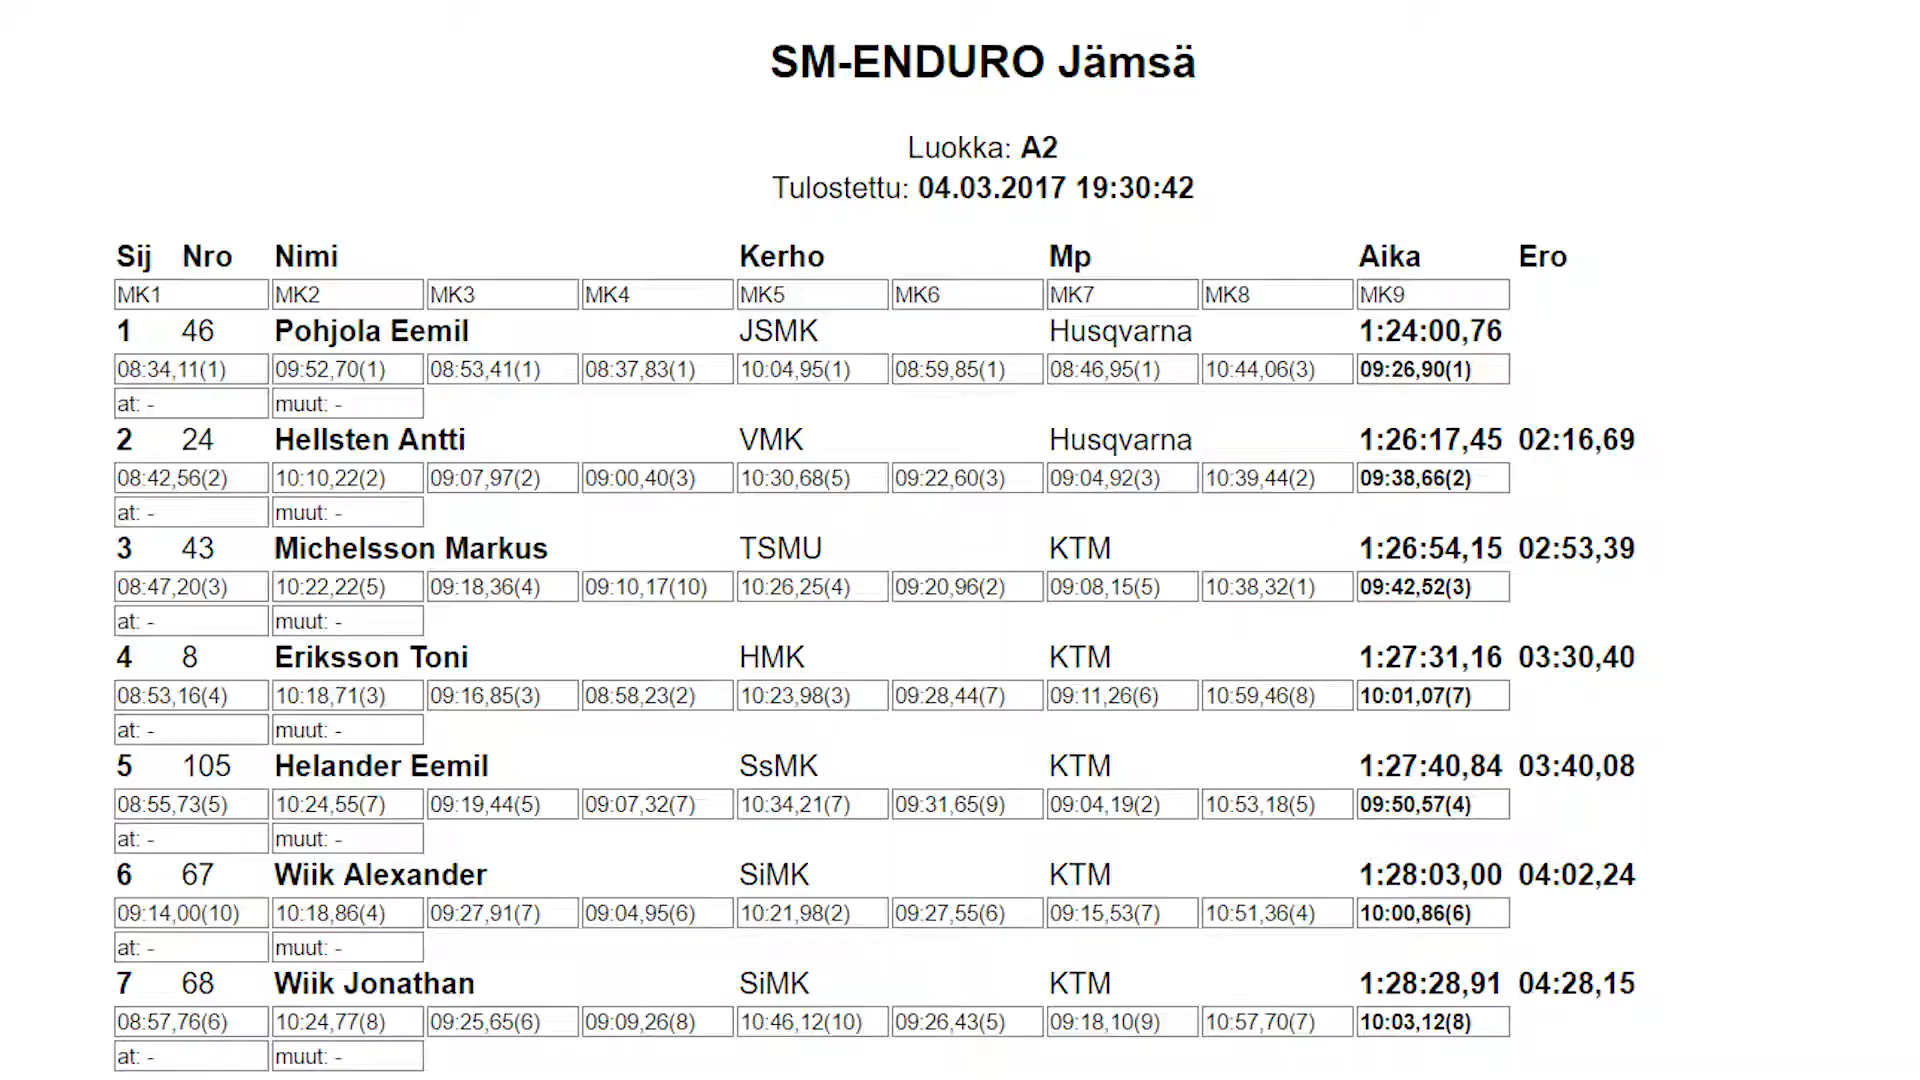 SM-ENDURO Jämsä
Luokka: A2
Tulostettu: 04.03.2017 19:30:42
Sij Nro Nimi Kerho Mp Aika Ero
MK1 MK2 MK3 MK4 MK5 MK6 MK7 MK8 MK9
1 46 Pohjola Eemil JSMK Husqvarna 1:24:00,76
08:34,11(1) 09:52,70(1) 08:53,41(1) 08:37,83(1) 10:04,95(1) 08:59,85(1) 08:46,95(1) 10:44,06(3) 09:26,90(1)
at: - muut: -
2 24 Hellsten Antti VMK Husqvarna 1:26:17,45 02:16,69
08:42,56(2) 10:10,22(2) 09:07,97(2) 09:00,40(3) 10:30,68(5) 09:22,60(3) 09:04,92(3) 10:39,44(2) 09:38,66(2)
at: - muut: -
3 43 Michelsson Markus TSMU KTM 1:26:54,15 02:53,39
08:47,20(3) 10:22,22(5) 09:18,36(4) 09:10,17(10) 10:26,25(4) 09:20,96(2) 09:08,15(5) 10:38,32(1) 09:42,52(3)
at: - muut: -
4 8 Eriksson Toni HMK KTM 1:27:31,16 03:30,40
08:53,16(4) 10:18,71(3) 09:16,85(3) 08:58,23(2) 10:23,98(3) 09:28,44(7) 09:11,26(6) 10:59,46(8) 10:01,07(7)
at: - muut: -
5 105 Helander Eemil SsMK KTM 1:27:40,84 03:40,08
08:55,73(5) 10:24,55(7) 09:19,44(5) 09:07,32(7) 10:34,21(7) 09:31,65(9) 09:04,19(2) 10:53,18(5) 09:50,57(4)
at: - muut: -
6 67 Wiik Alexander SiMK KTM 1:28:03,00 04:02,24
09:14,00(10) 10:18,86(4) 09:27,91(7) 09:04,95(6) 10:21,98(2) 09:27,55(6) 09:15,53(7) 10:51,36(4) 10:00,86(6)
at: - muut: -
7 68 Wiik Jonathan SiMK KTM 1:28:28,91 04:28,15
08:57,76(6) 10:24,77(8) 09:25,65(6) 09:09,26(8) 10:46,12(10) 09:26,43(5) 09:18,10(9) 10:57,70(7) 10:03,12(8)
at: - muut: -